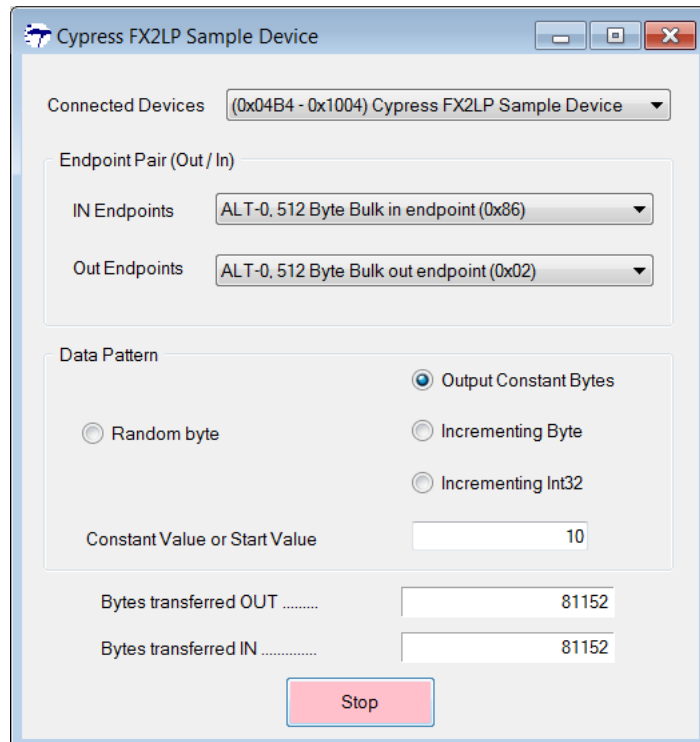 Cypress FX2LP Sample Device
Connected Devices (0x04B4 - 0x1004) Cypress FX2LP Sample Device
Endpoint Pair (Out / In)
IN Endpoints ALT-0, 512 Byte Bulk in endpoint (0x86)
Out Endpoints ALT-0, 512 Byte Bulk out endpoint (0x02)
Data Pattern
Output Constant Bytes
Random byte Incrementing Byte
Incrementing Int32
Constant Value or Start Value 10
Bytes transferred OUT ......... 81152
Bytes transferred IN .............. 81152
Stop